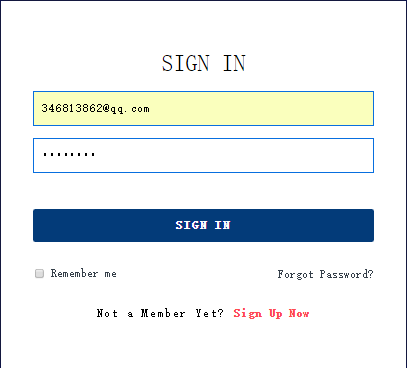 SIGN IN
346813862@qq.com
••••••••
SIGN IN
Remember me
Forgot Password?
Not a Member Yet? Sign Up Now